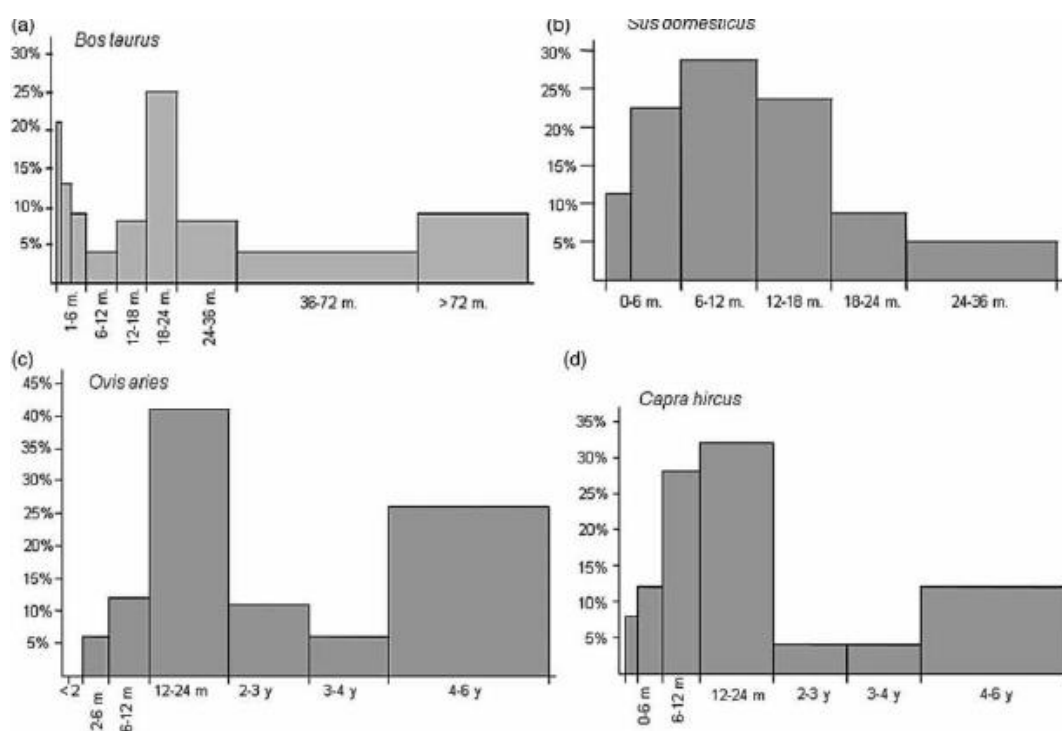 (a)
Bos taurus
30%
25%
20%
15%
10%
5%
1-6 m.
6-12 m.
12-18 m.
18-24 m.
24-36 m.
36-72 m.
>72 m.
(b)
Sus domesticus
30%
25%
20%
15%
10%
5%
0-6 m.
6-12 m.
12-18 m.
18-24 m.
24-36 m.
(c)
Ovis aries
45%
40%
35%
30%
25%
20%
15%
10%
5%
<2
2-6 m
6-12 m
12-24 m
2-3 y
3-4 y
4-6 y
(d)
Capra hircus
35%
30%
25%
20%
15%
10%
5%
0-6 m
6-12 m
12-24 m
2-3 y
3-4 y
4-6 y